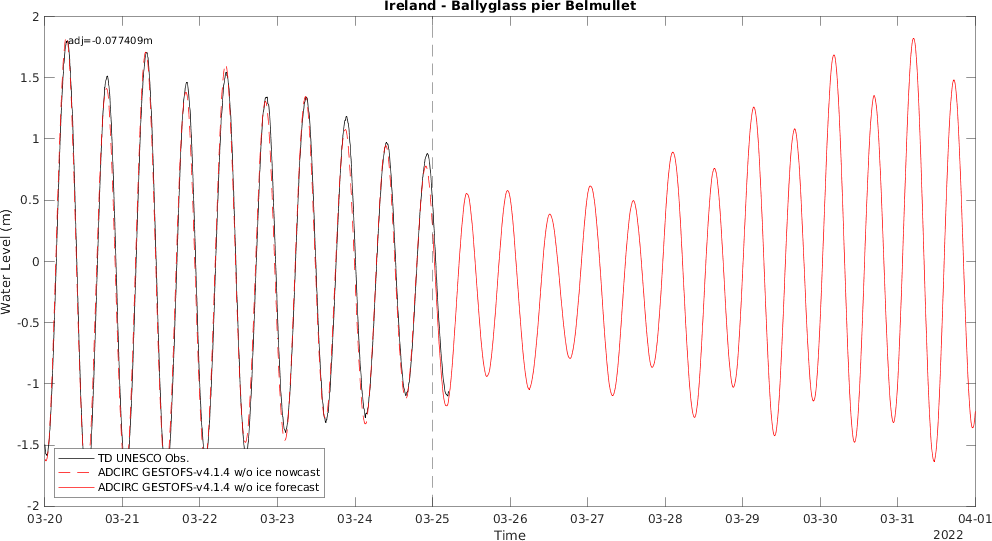 Ireland - Ballyglass pier Belmullet
adj=-0.077409m
2
1.5
1
0.5
0
-0.5
-1
-1.5
-2
Water Level (m)
TD UNESCO Obs.
ADCIRC GESTOFS-v4.1.4 w/o ice nowcast
ADCIRC GESTOFS-v4.1.4 w/o ice forecast
03-20 03-21 03-22 03-23 03-24 03-25 03-26 03-27 03-28 03-29 03-30 03-31 04-01
Time
2022